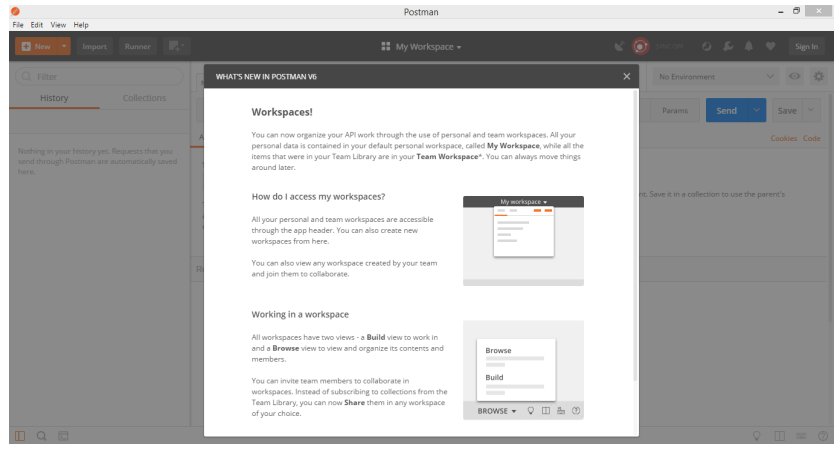 Postman
File Edit View Help
New Import Runner My Workspace Sign In
Filter
History Collections
Nothing in your history yet. Requests that you
send through Postman are automatically saved
here.
No Environment
Params Send Save
Cookies Code
nt. Save it in a collection to use the parent's
WHAT'S NEW IN POSTMAN V6
Workspaces!
You can now organize your API work through the use of personal and team workspaces. All your
personal data is contained in your default personal workspace, called My Workspace, while all the
items that were in your Team Library are in your Team Workspace*. You can always move things
around later.
How do I access my workspaces?
All your personal and team workspaces are accessible
through the app header. You can also create new
workspaces from here.
You can also view any workspace created by your team
and join them to collaborate.
My workspace
Working in a workspace
All workspaces have two views - a Build view to work in
and a Browse view to view and organize its contents and
members.
You can invite team members to collaborate in
workspaces. Instead of subscribing to collections from the
Team Library, you can now Share them in any workspace
of your choice.
Browse
Build
BROWSE